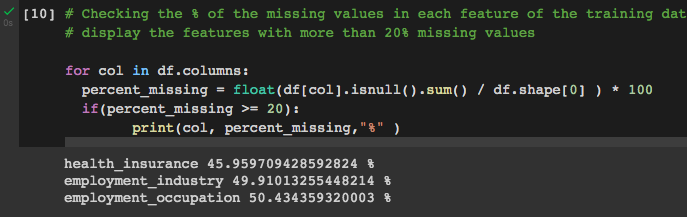 [10] # Checking the % of the missing values in each feature of the training dat
# display the features with more than 20% missing values
for col in df.columns:
percent_missing = float(df[col].isnull().sum() / df.shape[0] ) * 100
if(percent_missing >= 20):
print(col, percent_missing,"%" )
0s
health_insurance 45.959709428592824 %
employment_industry 49.91013255448214 %
employment_occupation 50.434359320003 %